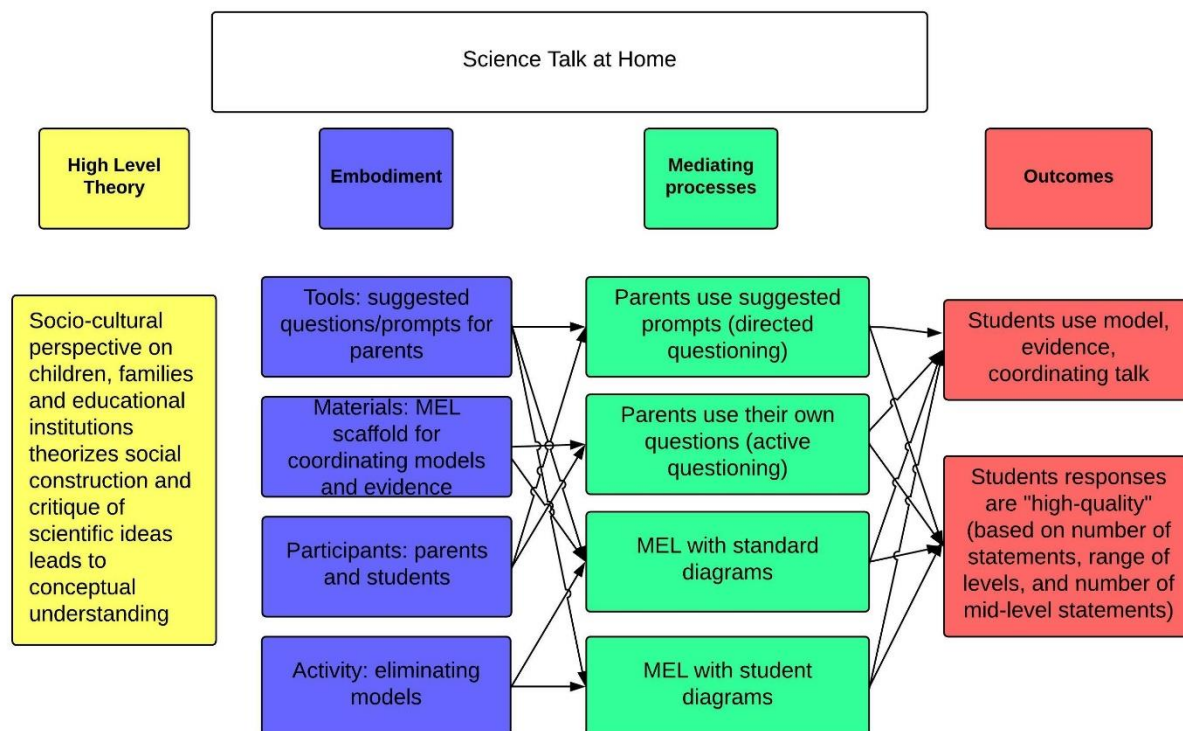 Science Talk at Home
High Level
Theory
Embodiment
Mediating
processes
Outcomes
Socio-cultural
perspective on
children, families
and educational
institutions
theorizes social
construction and
critique of
scientific ideas
leads to
conceptual
understanding
Tools: suggested
questions/prompts for
parents
Materials: MEL
scaffold for
coordinating models
and evidence
Participants: parents
and students
Activity: eliminating
models
Parents use suggested
prompts (directed
questioning)
Parents use their own
questions (active
questioning)
MEL with standard
diagrams
MEL with student
diagrams
Students use model,
evidence,
coordinating talk
Students responses
are "high-quality"
(based on number of
statements, range of
levels, and number of
mid-level statements)